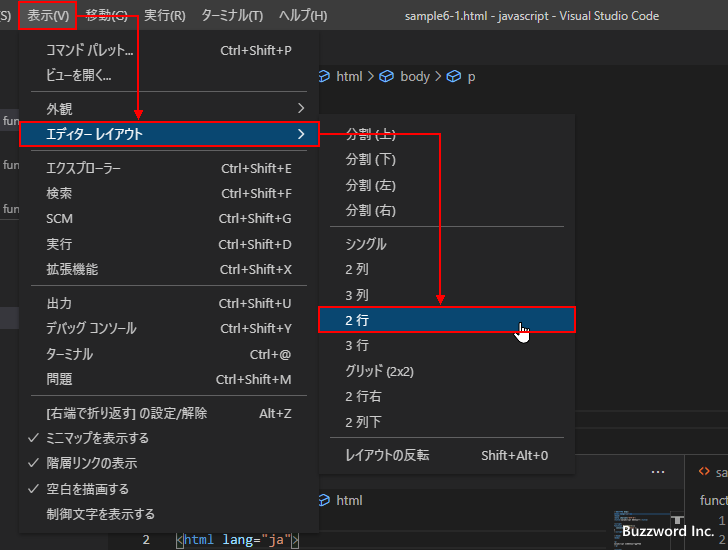 (S) 表示(V) 移動(G) 実行(R) ターミナル(T) ヘルプ(H) sample6-1.html - javascript - Visual Studio Code
コマンド パレット... Ctrl+Shift+P
ビューを開く...
html > body > p
外観
func
エディター レイアウト
分割 (上)
分割 (下)
分割 (左)
分割 (右)
エクスプローラー Ctrl+Shift+E
func
検索 Ctrl+Shift+F
func
SCM Ctrl+Shift+G
実行 Ctrl+Shift+D
拡張機能 Ctrl+Shift+X
シングル
2 列
3 列
2 行
3 行
グリッド (2x2)
2 行右
2 列下
レイアウトの反転 Shift+Alt+0
出力 Ctrl+Shift+U
デバッグ コンソール Ctrl+Shift+Y
ターミナル Ctrl+@
問題 Ctrl+Shift+M
[右端で折り返す] の設定/解除 Alt+Z
ミニマップを表示する
階層リンクの表示
空白を描画する
制御文字を表示する
... <> sa
html
funct
1
2 <html lang="ja">
Buzzword Inc.